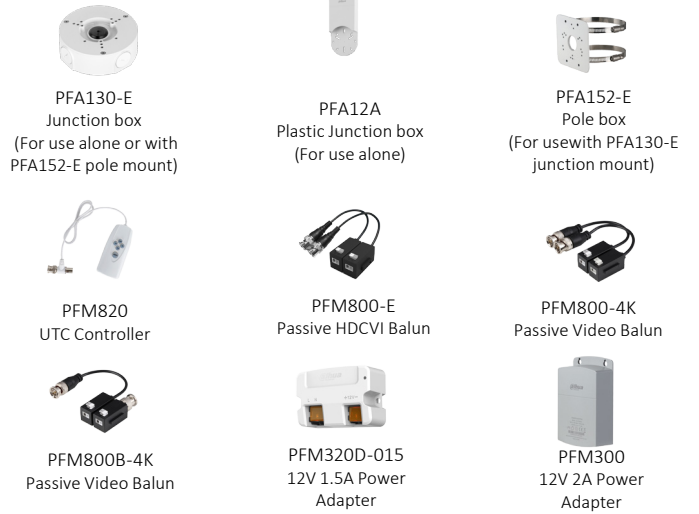 PFA130-E
Junction box
(For use alone or with
PFA152-E pole mount)
PFA12A
Plastic Junction box
(For use alone)
PFA152-E
Pole box
(For usewith PFA130-E
junction mount)
PFM820
UTC Controller
PFM800-E
Passive HDCVI Balun
PFM800-4K
Passive Video Balun
PFM800B-4K
Passive Video Balun
PFM320D-015
12V 1.5A Power
Adapter
PFM300
12V 2A Power
Adapter